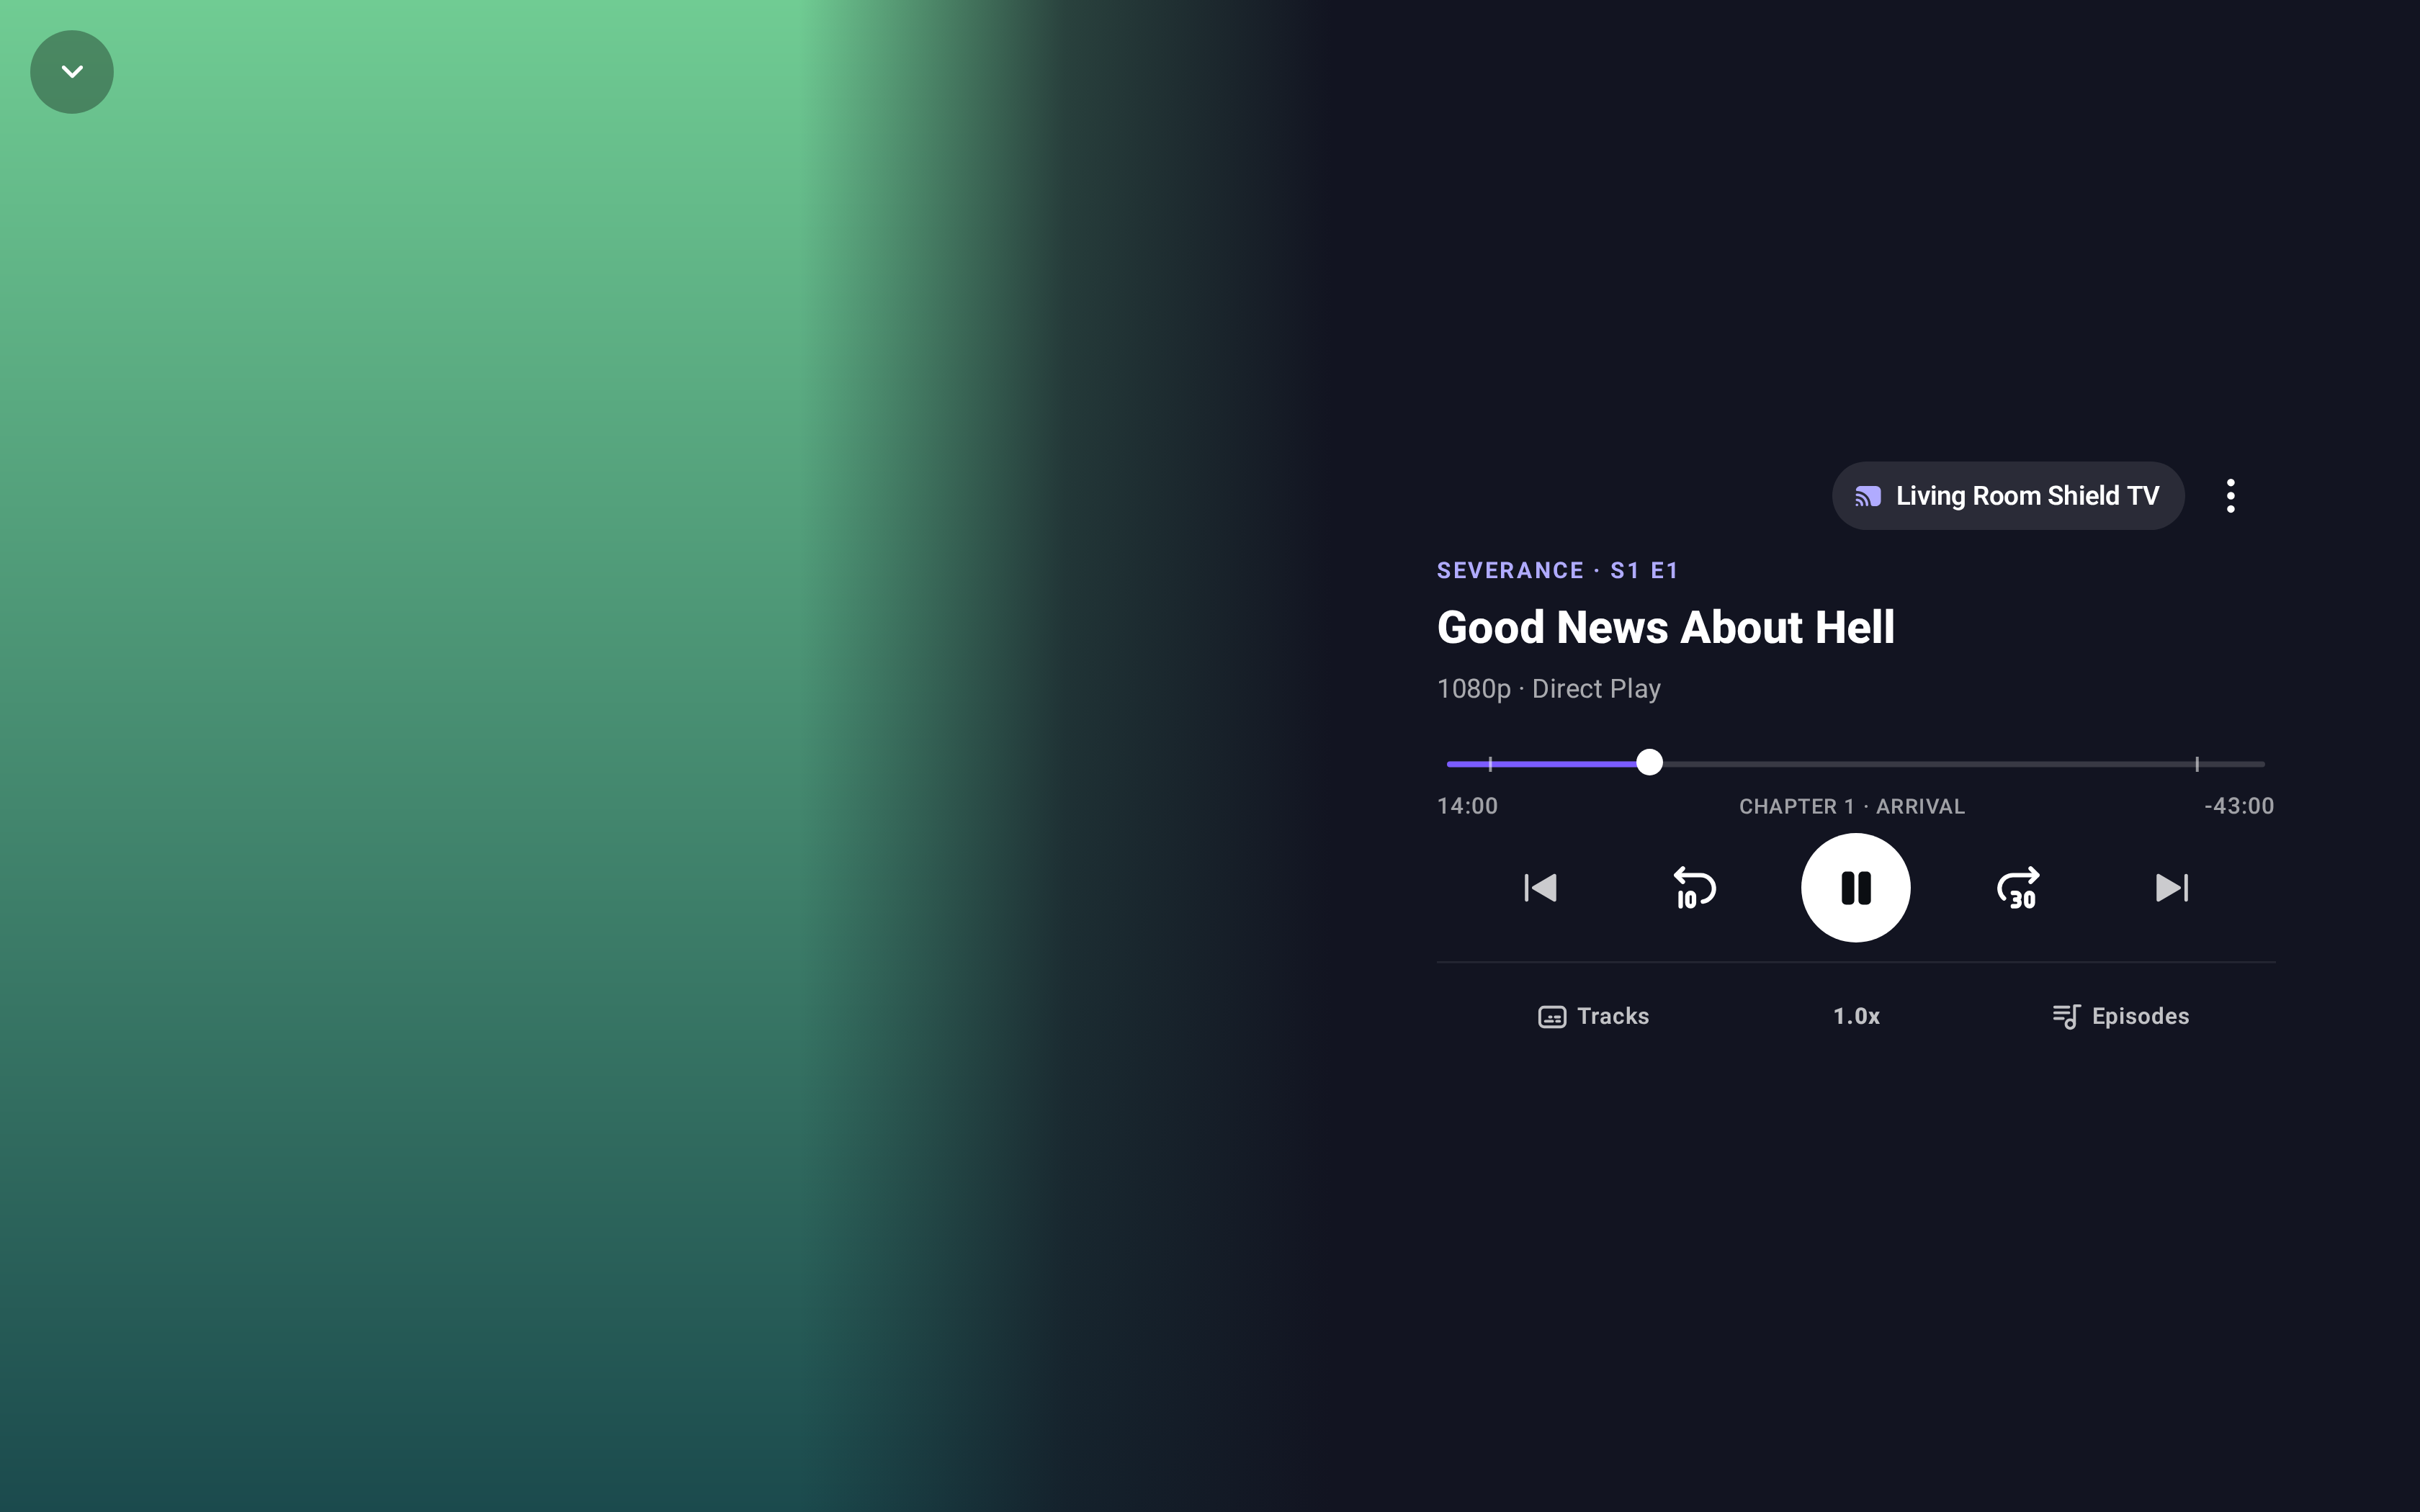 Living Room Shield TV
SEVERANCE · S1 E1
Good News About Hell
1080p · Direct Play
14:00
CHAPTER 1 · ARRIVAL
-43:00
10
30
Tracks
1.0x
Episodes